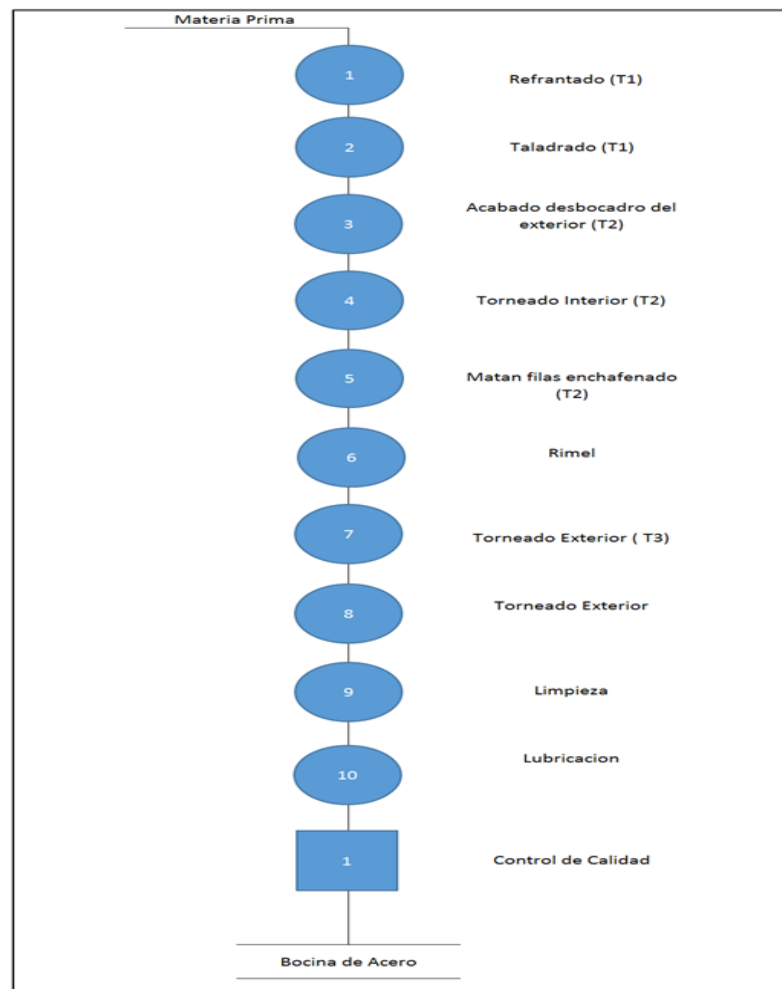 Materia Prima
1
Refrantado (T1)
2
Taladrado (T1)
3
Acabado desbocadro del
exterior (T2)
4
Torneado Interior (T2)
5
Matan filas enchafenado
(T2)
6
Rimel
7
Torneado Exterior ( T3)
8
Torneado Exterior
9
Limpieza
10
Lubricacion
1
Control de Calidad
Bocina de Acero